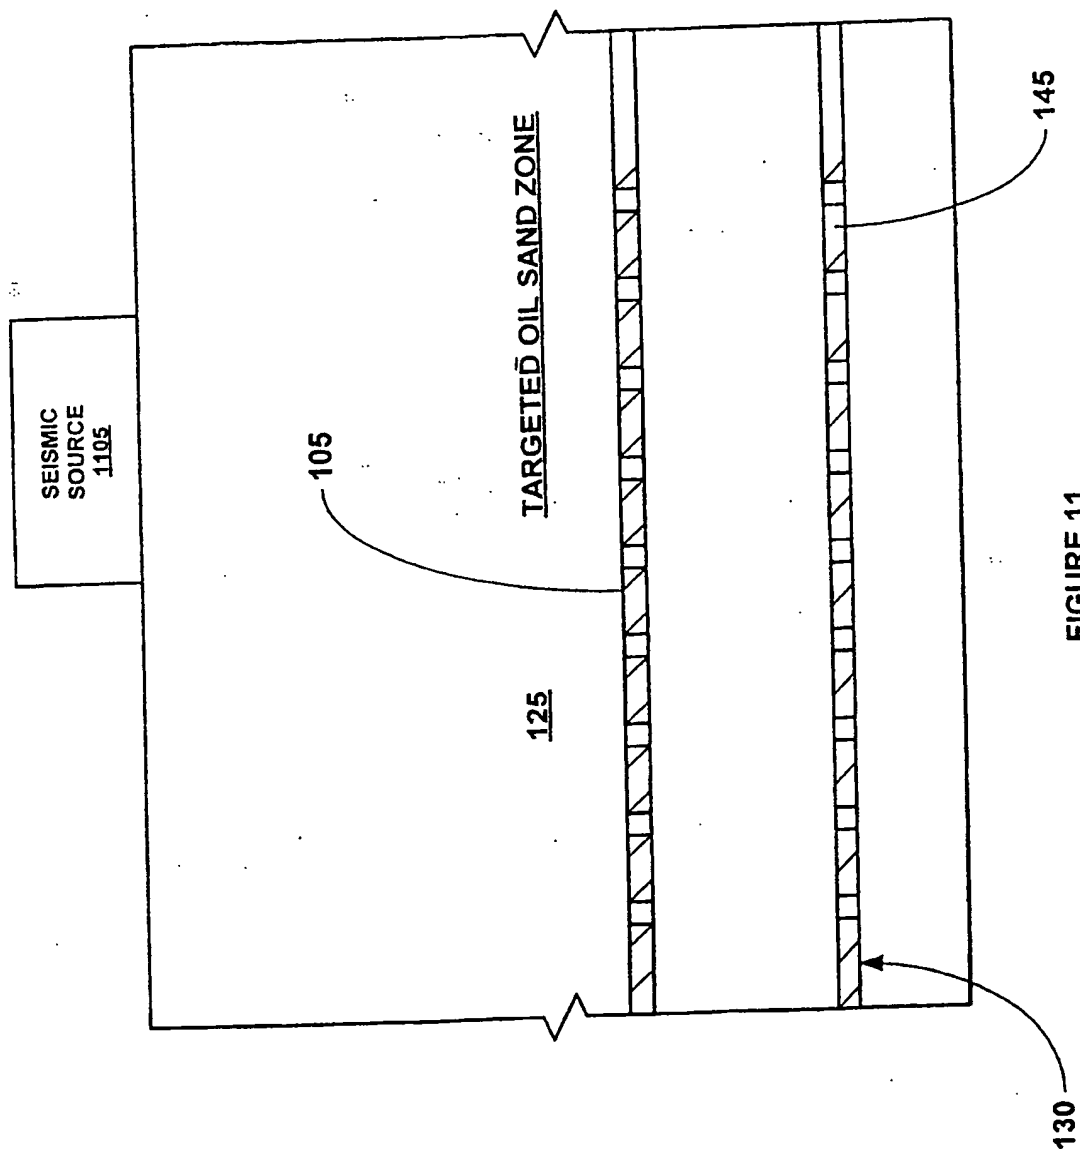 SEISMIC
SOURCE
1105
105
TARGETED OIL SAND ZONE
125
145
130
FIGURE 11